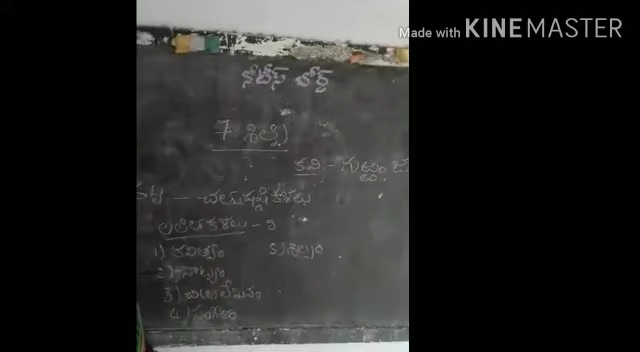 Made with KINEMASTER
నోటీస్ బోర్డ్
7 శిల్పి
కవి :- గుఱ్ఱం జా
చతుష్షష్టి కళలు
లలితకళలు - 5
1) కవిత్వం 5) శిల్పం
2) నాట్యం
3) చిత్రలేఖనం
4) సంగీతం